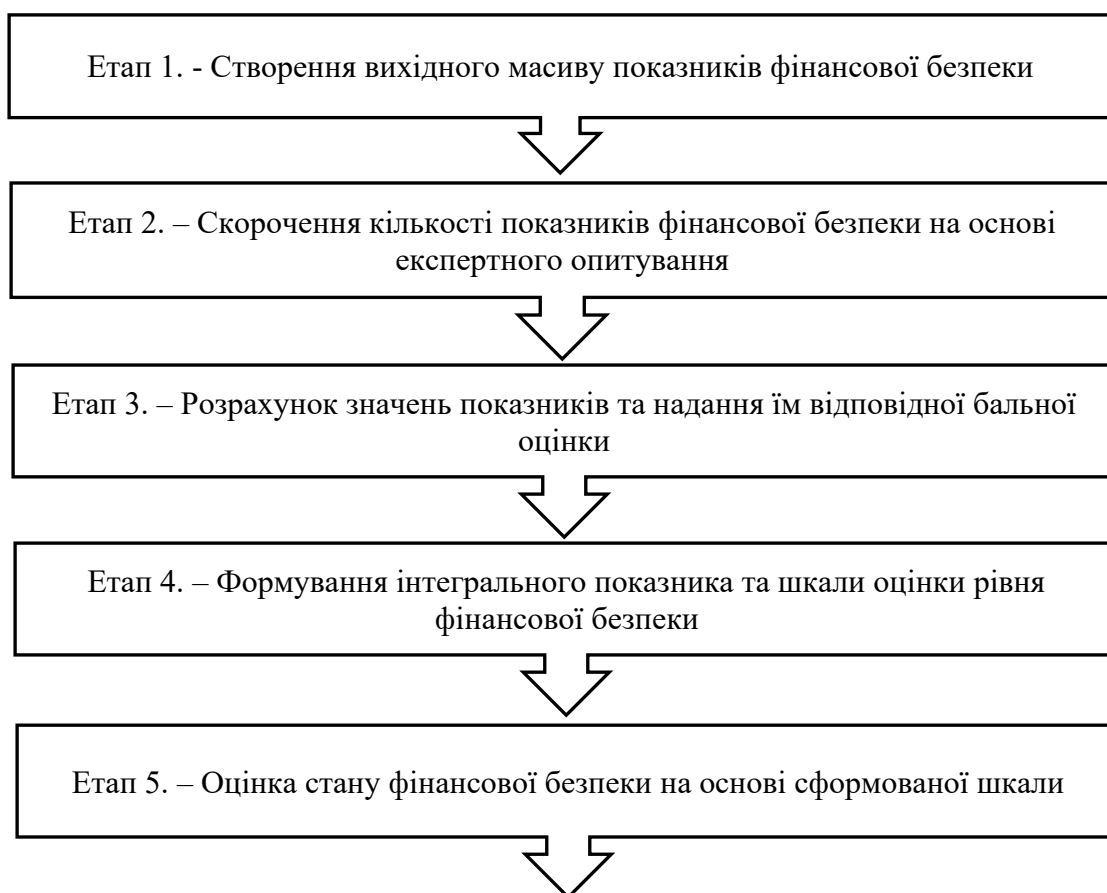 Етап 1. - Створення вихідного масиву показників фінансової безпеки
Етап 2. – Скорочення кількості показників фінансової безпеки на основі
експертного опитування
Етап 3. – Розрахунок значень показників та надання їм відповідної бальної
оцінки
Етап 4. – Формування інтегрального показника та шкали оцінки рівня
фінансової безпеки
Етап 5. – Оцінка стану фінансової безпеки на основі сформованої шкали